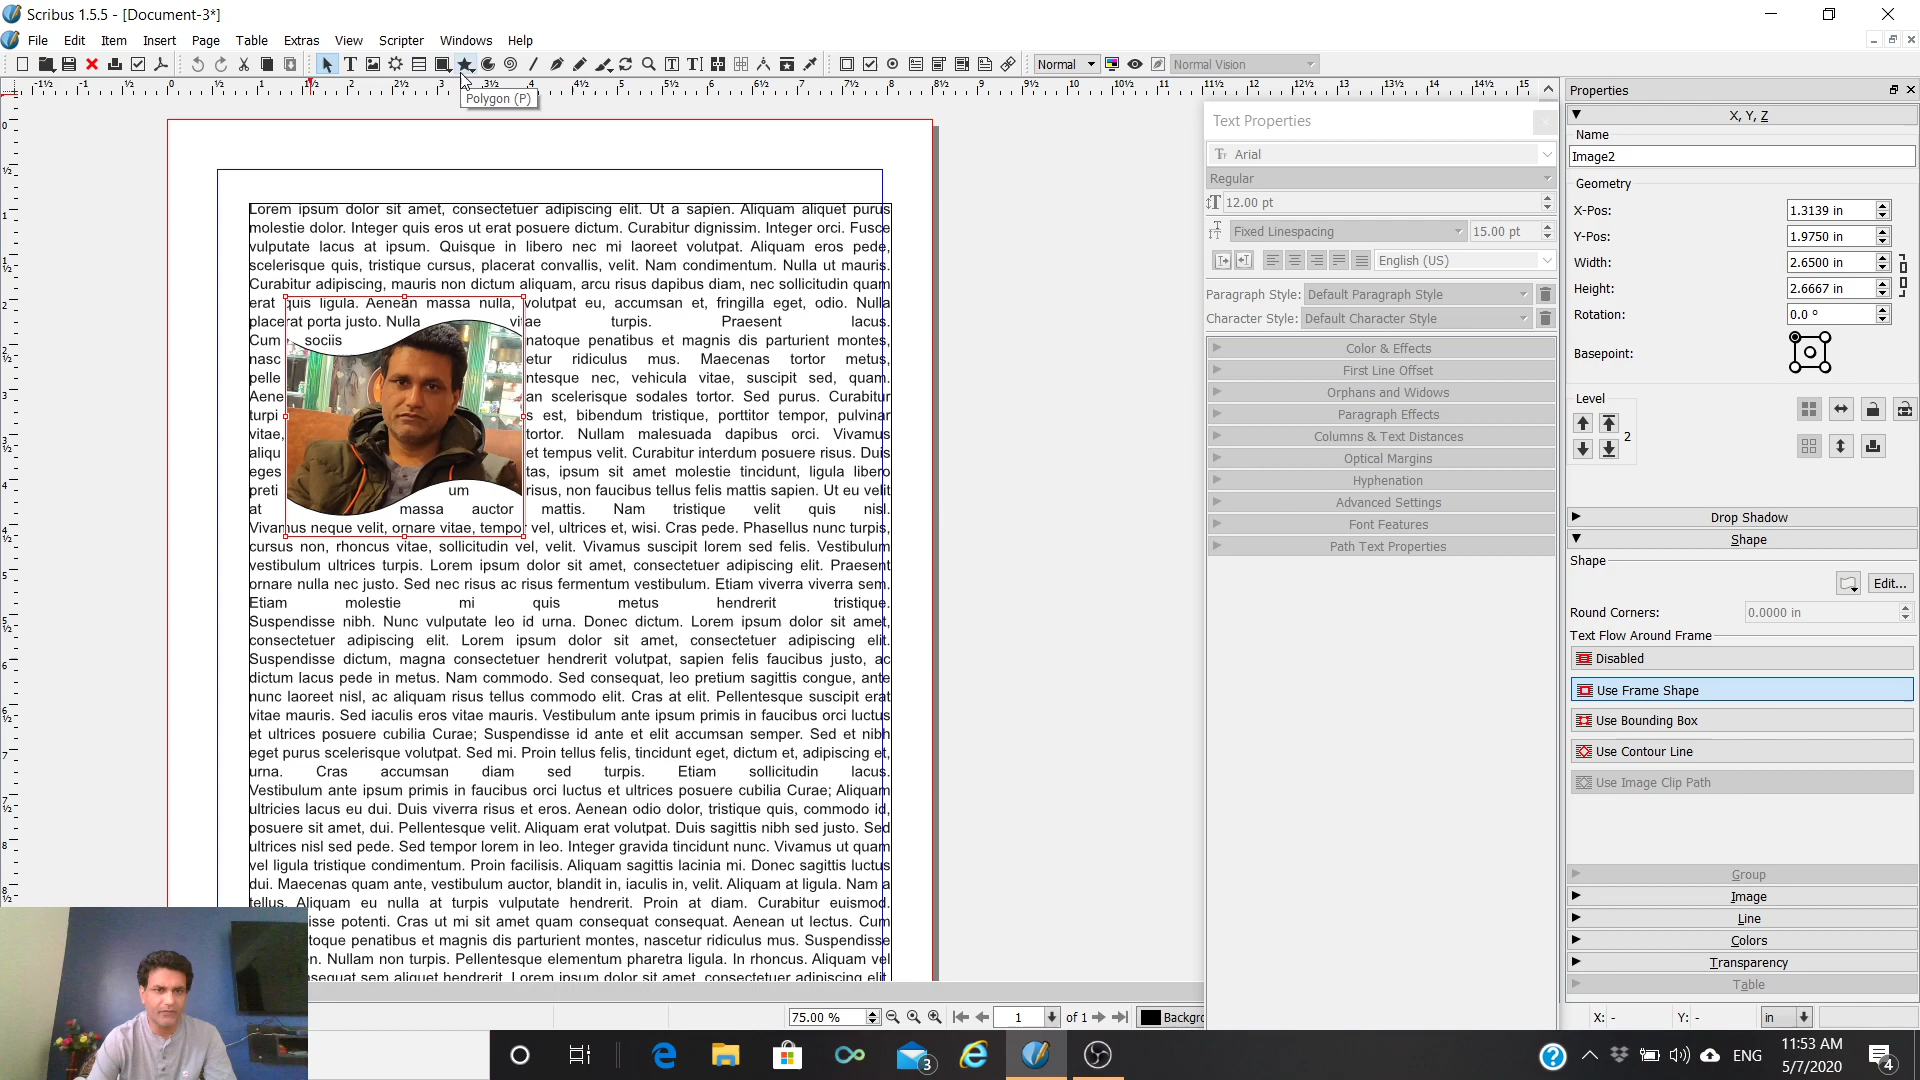 Scribus 1.5.5 - [Document-3*]
File Edit Item Insert Page Table Extras View Scripter Windows Help
Normal Normal Vision
Polygon (P)
Lorem ipsum dolor sit amet, consectetuer adipiscing elit. Ut a sapien. Aliquam aliquet purus
molestie dolor. Integer quis eros ut erat posuere dictum. Curabitur dignissim. Integer orci. Fusce
vulputate lacus at ipsum. Quisque in libero nec mi laoreet volutpat. Aliquam eros pede,
scelerisque quis, tristique cursus, placerat convallis, velit. Nam condimentum. Nulla ut mauris.
Curabitur adipiscing, mauris non dictum aliquam, arcu risus dapibus diam, nec sollicitudin quam
erat quis ligula. Aenean massa nulla, volutpat eu, accumsan et, fringilla eget, odio. Nulla
placerat porta justo. Nulla vitae turpis. Praesent lacus.
Cum sociis natoque penatibus et magnis dis parturient montes,
nasc etur ridiculus mus. Maecenas tortor metus,
pelle ntesque nec, vehicula vitae, suscipit sed, quam.
Aene an scelerisque sodales tortor. Sed purus. Curabitur
turpi s est, bibendum tristique, porttitor tempor, pulvinar
vitae, tortor. Nullam malesuada dapibus orci. Vivamus
aliqu et tempus velit. Curabitur interdum posuere risus. Duis
eges tas, ipsum sit amet molestie tincidunt, ligula libero
preti um risus, non faucibus tellus felis mattis sapien. Ut eu velit
at massa auctor mattis. Nam tristique velit quis nisl.
Vivamus neque velit, ornare vitae, tempor vel, ultrices et, wisi. Cras pede. Phasellus nunc turpis,
cursus non, rhoncus vitae, sollicitudin vel, velit. Vivamus suscipit lorem sed felis. Vestibulum
vestibulum ultrices turpis. Lorem ipsum dolor sit amet, consectetuer adipiscing elit. Praesent
ornare nulla nec justo. Sed nec risus ac risus fermentum vestibulum. Etiam viverra viverra sem.
Etiam molestie mi quis metus hendrerit tristique.
Suspendisse nibh. Nunc vulputate leo id urna. Donec dictum. Lorem ipsum dolor sit amet,
consectetuer adipiscing elit. Lorem ipsum dolor sit amet, consectetuer adipiscing elit.
Suspendisse dictum, magna consectetuer hendrerit volutpat, sapien felis faucibus justo, ac
dictum lacus pede in metus. Nam commodo. Sed consequat, leo pretium sagittis congue, ante
nunc laoreet nisl, ac aliquam risus tellus commodo elit. Cras at elit. Pellentesque suscipit erat
vitae mauris. Sed iaculis eros vitae mauris. Vestibulum ante ipsum primis in faucibus orci luctus
et ultrices posuere cubilia Curae; Suspendisse id ante et elit accumsan semper. Sed et nibh
eget purus scelerisque volutpat. Sed mi. Proin tellus felis, tincidunt eget, dictum et, adipiscing et,
urna. Cras accumsan diam sed turpis. Etiam sollicitudin lacus.
Vestibulum ante ipsum primis in faucibus orci luctus et ultrices posuere cubilia Curae; Aliquam
ultricies lacus eu dui. Duis viverra risus et eros. Aenean odio dolor, tristique quis, commodo id,
posuere sit amet, dui. Pellentesque velit. Aliquam erat volutpat. Duis sagittis nibh sed justo. Sed
ultrices nisl sed pede. Sed tempor lorem in leo. Integer gravida tincidunt nunc. Vivamus ut quam
vel ligula tristique condimentum. Proin facilisis. Aliquam sagittis lacinia mi. Donec sagittis luctus
dui. Maecenas quam ante, vestibulum auctor, blandit in, iaculis in, velit. Aliquam at ligula. Nam a
tellus. Aliquam eu nulla at turpis vulputate hendrerit. Proin at diam. Curabitur euismod.
isse potenti. Cras ut mi sit amet quam consequat consequat. Aenean ut lectus. Cum
toque penatibus et magnis dis parturient montes, nascetur ridiculus mus. Suspendisse
n. Nullam non turpis. Pellentesque elementum pharetra ligula. In rhoncus. Aliquam vel
nsequat sem aliquet hendrerit. Lorem ipsum dolor sit amet, consectetuer adipiscing elit.
Text Properties
Arial
Regular
12.00 pt
Fixed Linespacing 15.00 pt
English (US)
Paragraph Style: Default Paragraph Style
Character Style: Default Character Style
Color & Effects
First Line Offset
Orphans and Widows
Paragraph Effects
Columns & Text Distances
Optical Margins
Hyphenation
Advanced Settings
Font Features
Path Text Properties
Properties
X, Y, Z
Name
Image2
Geometry
X-Pos: 1.3139 in
Y-Pos: 1.9750 in
Width: 2.6500 in
Height: 2.6667 in
Rotation: 0.0 °
Basepoint:
Level
2
Drop Shadow
Shape
Shape
Edit...
Round Corners: 0.0000 in
Text Flow Around Frame
Disabled
Use Frame Shape
Use Bounding Box
Use Contour Line
Use Image Clip Path
Group
Image
Line
Colors
Transparency
Table
75.00 % 1 of 1 Backgro
X: - Y: - in
3
ENG
11:53 AM
5/7/2020
4